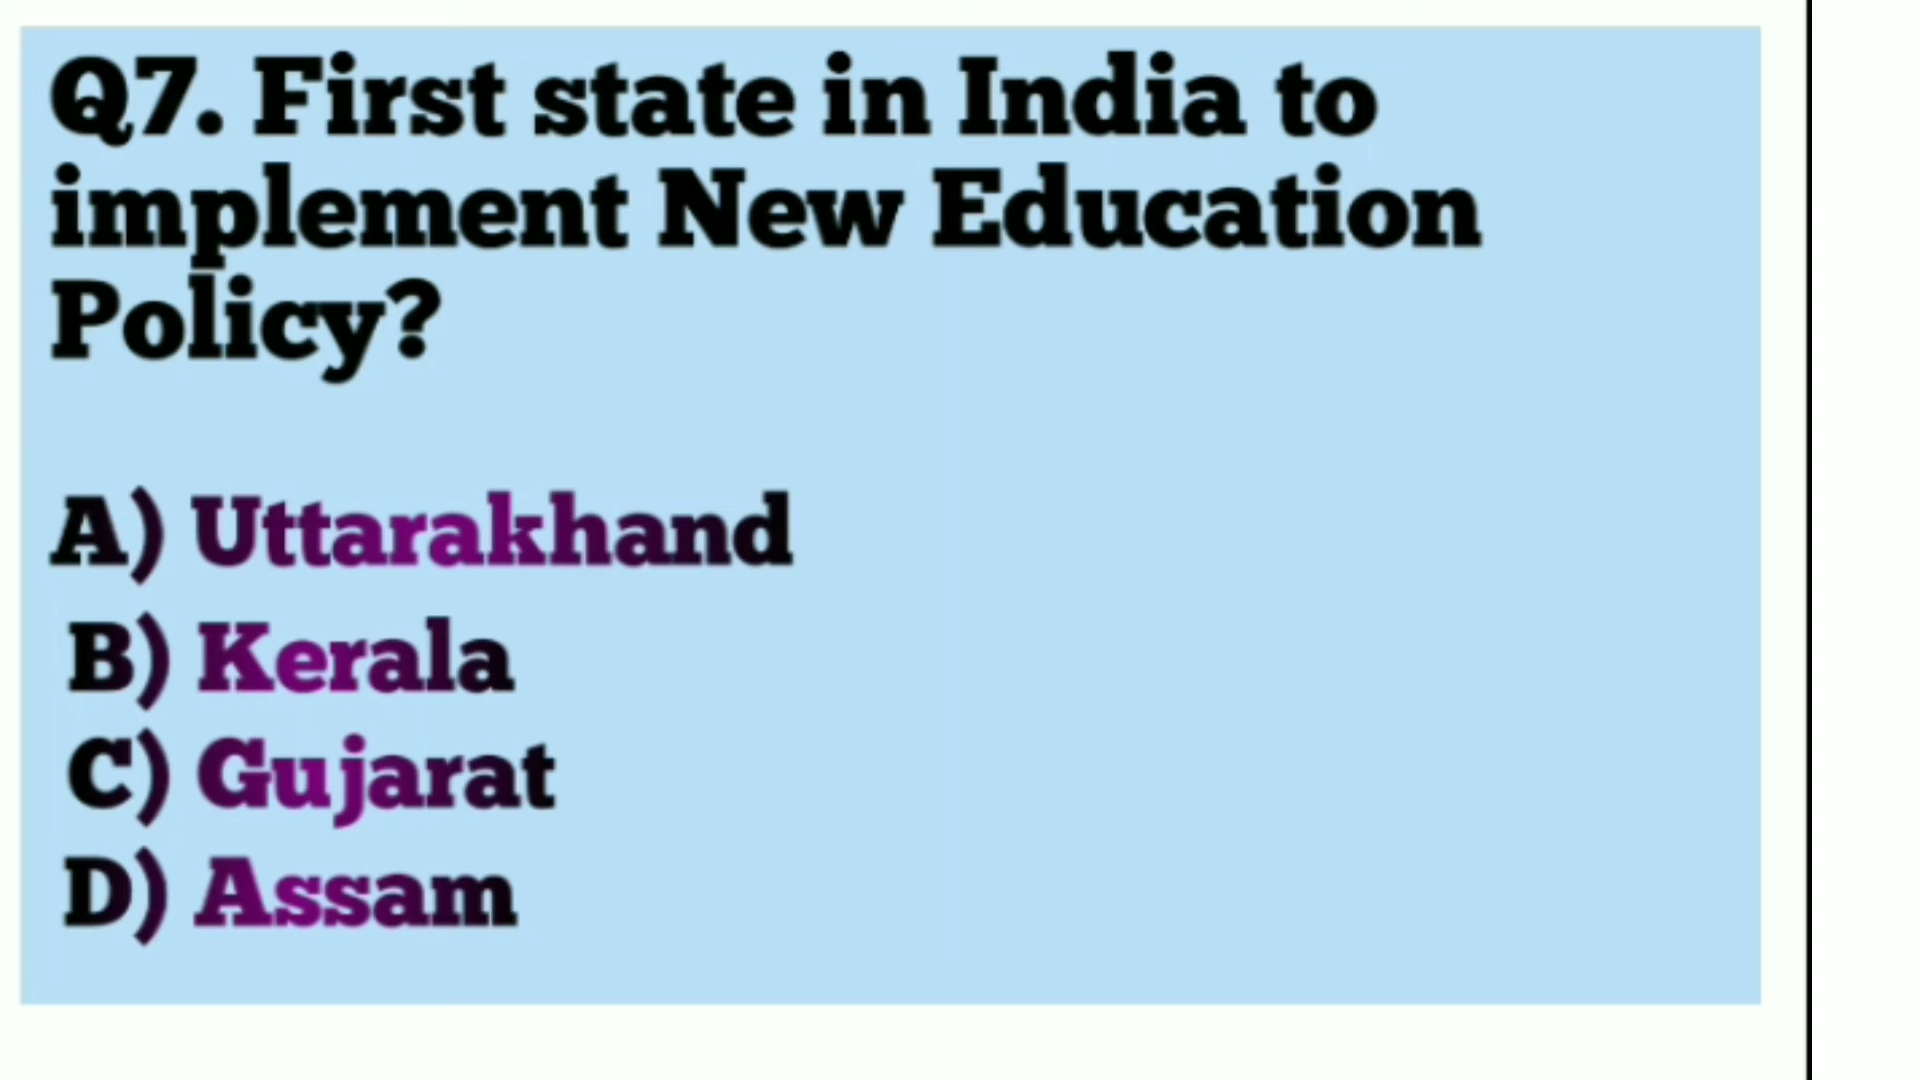 Q7. First state in India to
implement New Education
Policy?
A) Uttarakhand
B) Kerala
C) Gujarat
D) Assam